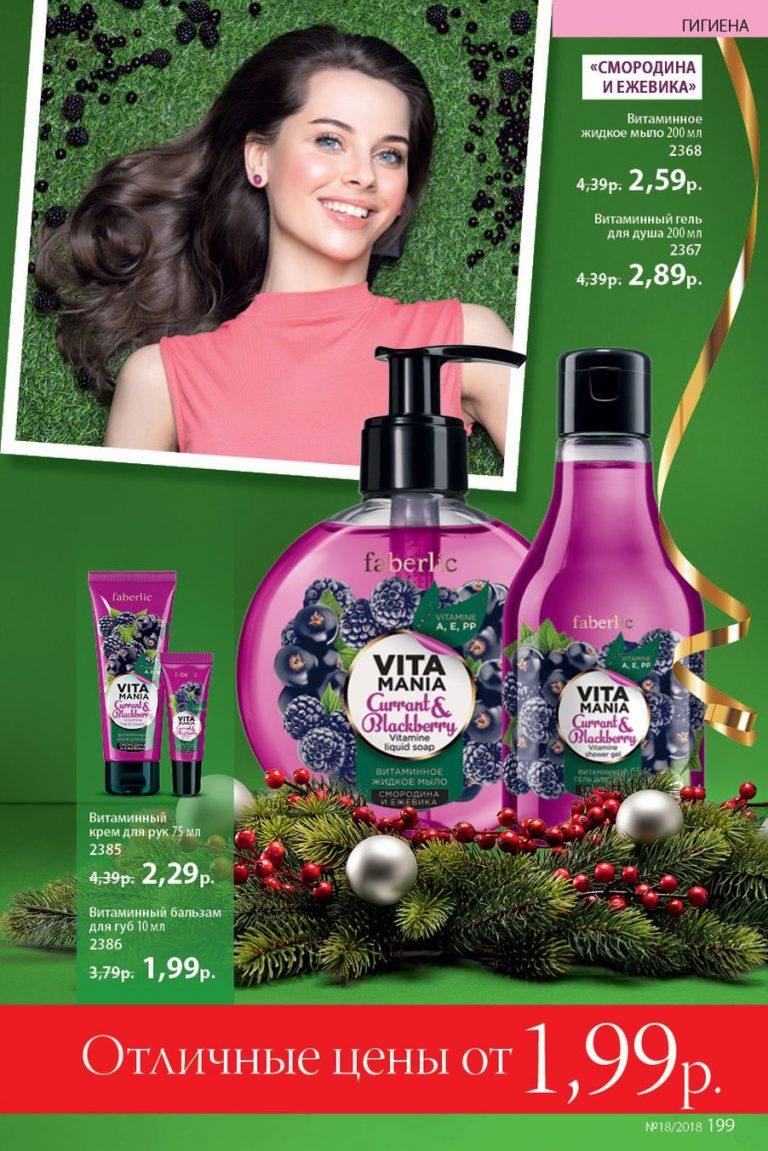 ГИГИЕНА
«СМОРОДИНА
И ЕЖЕВИКА»
Витаминное
жидкое мыло 200 мл
2368
4,39р. 2,59р.
Витаминный гель
для душа 200 мл
2367
4,39р. 2,89р.
faberlic
VITAMINE
A, E, PP
VITA
MANIA
Currant &
Blackberry
Vitamine
liquid soap
ВИТАМИННОЕ
ЖИДКОЕ МЫЛО
СМОРОДИНА
И ЕЖЕВИКА
faberlic
VITAMINE
A, E, PP
VITA
MANIA
Currant &
Blackberry
Vitamine
shower gel
faberlic
A, E, PP
VITA
MANIA
Currant &
Blackberry
СМОРОДИНА
И ЕЖЕВИКА
VITA
MANIA
Витаминный
крем для рук 75 мл
2385
4,39р. 2,29р.
Витаминный бальзам
для губ 10 мл
2386
3,79р. 1,99р.
Отличные цены от 1,99р.
№18/2018 199